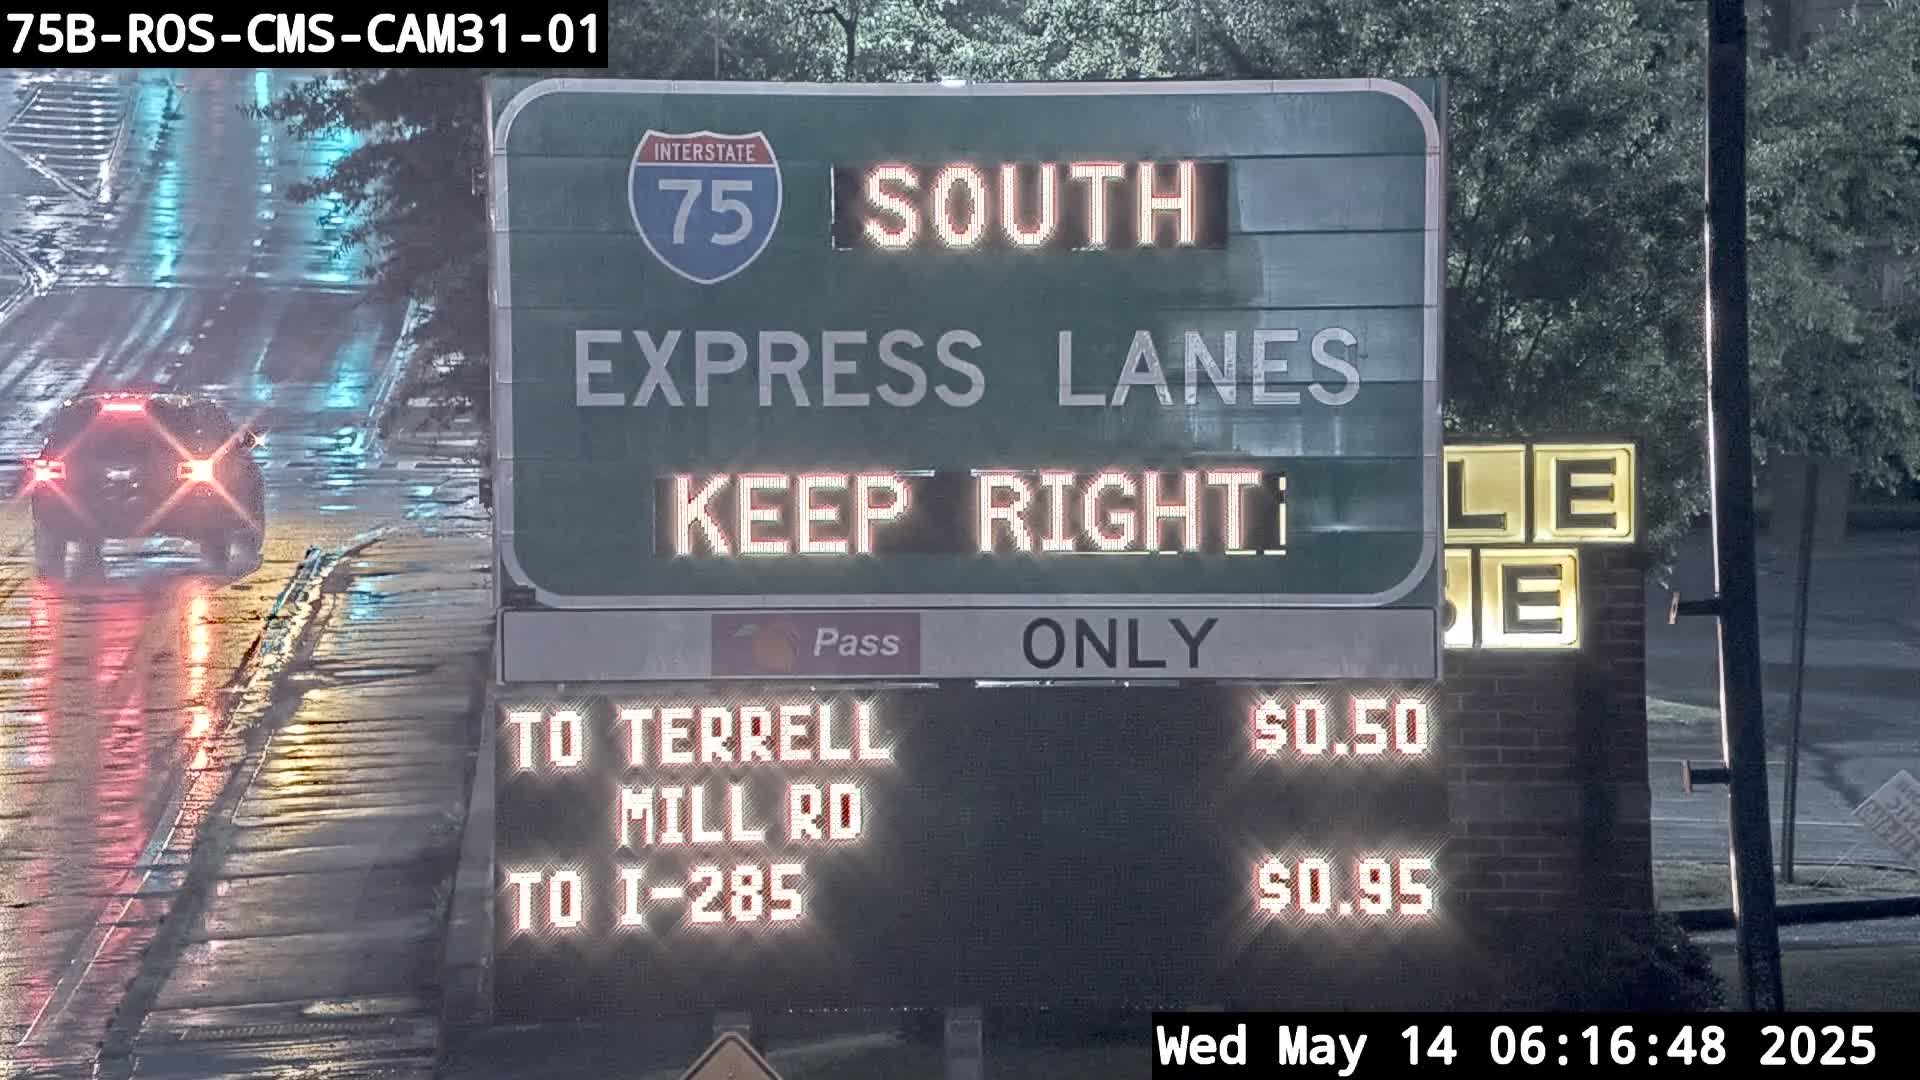 75B-ROS-CMS-CAM31-01
INTERSTATE
75
SOUTH
EXPRESS LANES
KEEP RIGHT
Pass ONLY
TO TERRELL $0.50
MILL RD
TO I-285 $0.95
LE
E
Wed May 14 06:16:48 2025